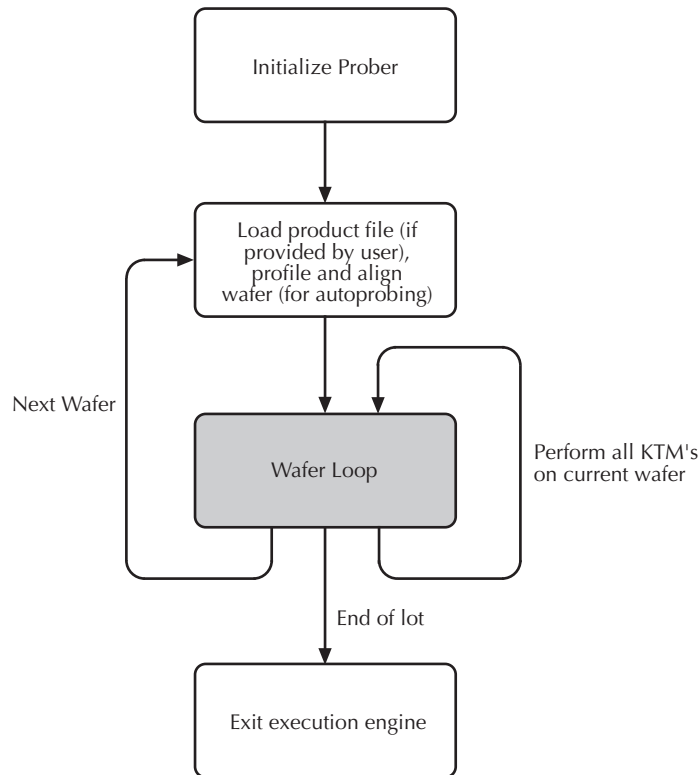 Initialize Prober
Load product file (if
provided by user),
profile and align
wafer (for autoprobing)
Next Wafer
Wafer Loop
Perform all KTM's
on current wafer
End of lot
Exit execution engine